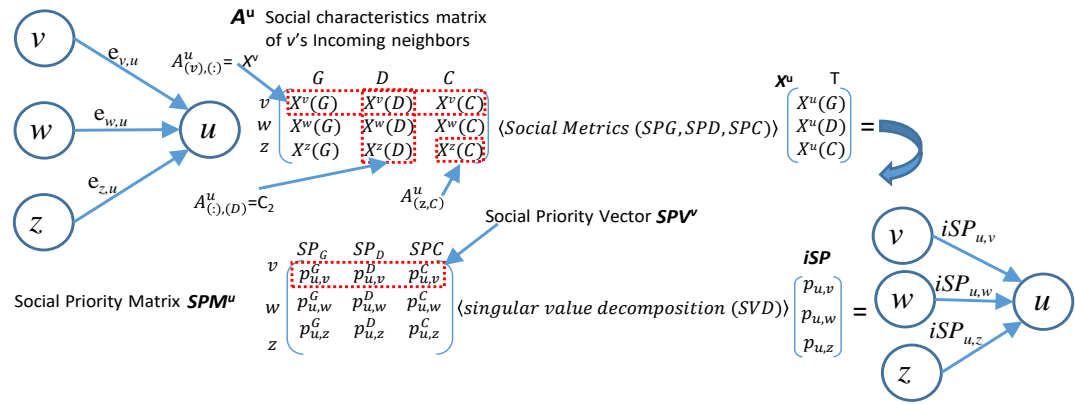 v
w
z
u
e_{v,u}
e_{w,u}
e_{z,u}
A^u Social characteristics matrix
of v's Incoming neighbors
A^u_{(v),(:)}= X^v
G D C
v X^v(G) X^v(D) X^v(C)
w X^w(G) X^w(D) X^w(C)
z X^z(G) X^z(D) X^z(C)
⟨Social Metrics (SPG,SPD,SPC)⟩
X^u T
X^u(G)
X^u(D)
X^u(C)
=
A^u_{(:),(D)}=C_2
A^u_{(z,C)}
Social Priority Vector SPV^v
Social Priority Matrix SPM^u
SP_G SP_D SPC
v p^G_{u,v} p^D_{u,v} p^C_{u,v}
w p^G_{u,w} p^D_{u,w} p^C_{u,w}
z p^G_{u,z} p^D_{u,z} p^C_{u,z}
⟨singular value decomposition (SVD)⟩
iSP
p_{u,v}
p_{u,w}
p_{u,z}
=
v
w
z
u
iSP_{u,v}
iSP_{u,w}
iSP_{u,z}